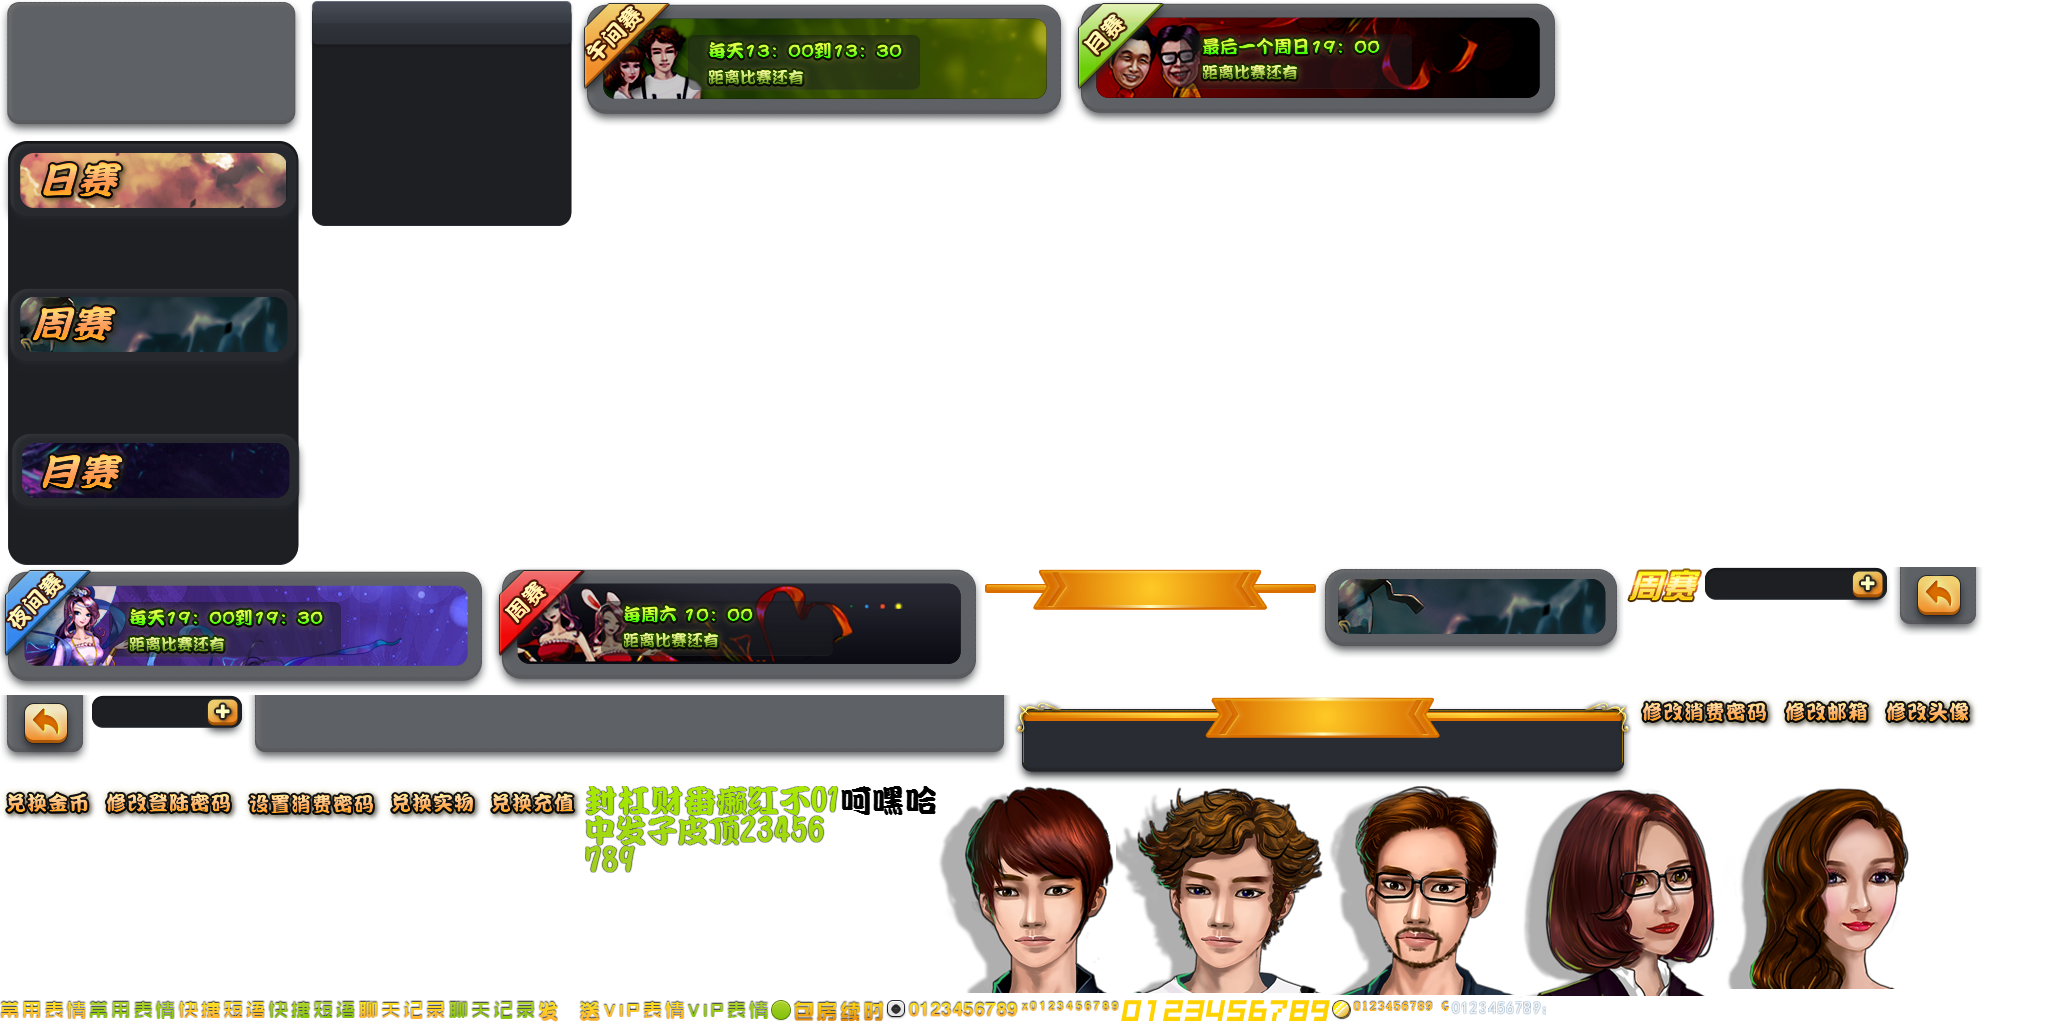 午间赛
每天13：00到13：30
距离比赛还有
月赛
最后一个周日19：00
距离比赛还有
日赛
周赛
月赛
夜间赛
每天19：00到19：30
距离比赛还有
周赛
每周六 10：00
距离比赛还有
周赛
修改消费密码
修改邮箱
修改头像
兑换金币
修改登陆密码
设置消费密码
兑换实物
兑换充值
封杠财番癞红不01
中发子皮顶23456
789
呵嘿哈
常用表情常用表情快捷短语快捷短语聊天记录聊天记录发 送VIP表情VIP表情
包房续时
0123456789
x0123456789
0123456789
0123456789
0123456789: